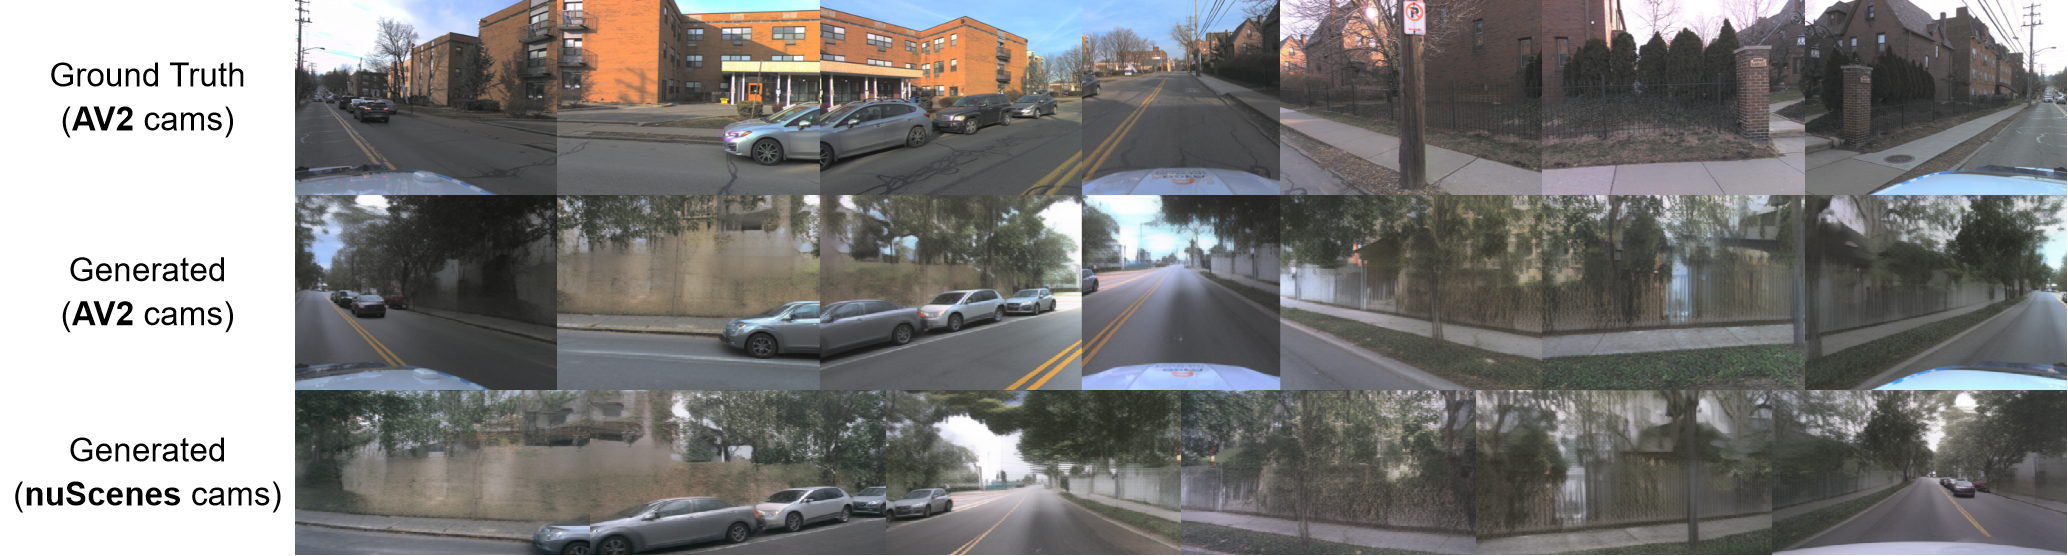 Ground Truth
(AV2 cams)
Generated
(AV2 cams)
Generated
(nuScenes cams)